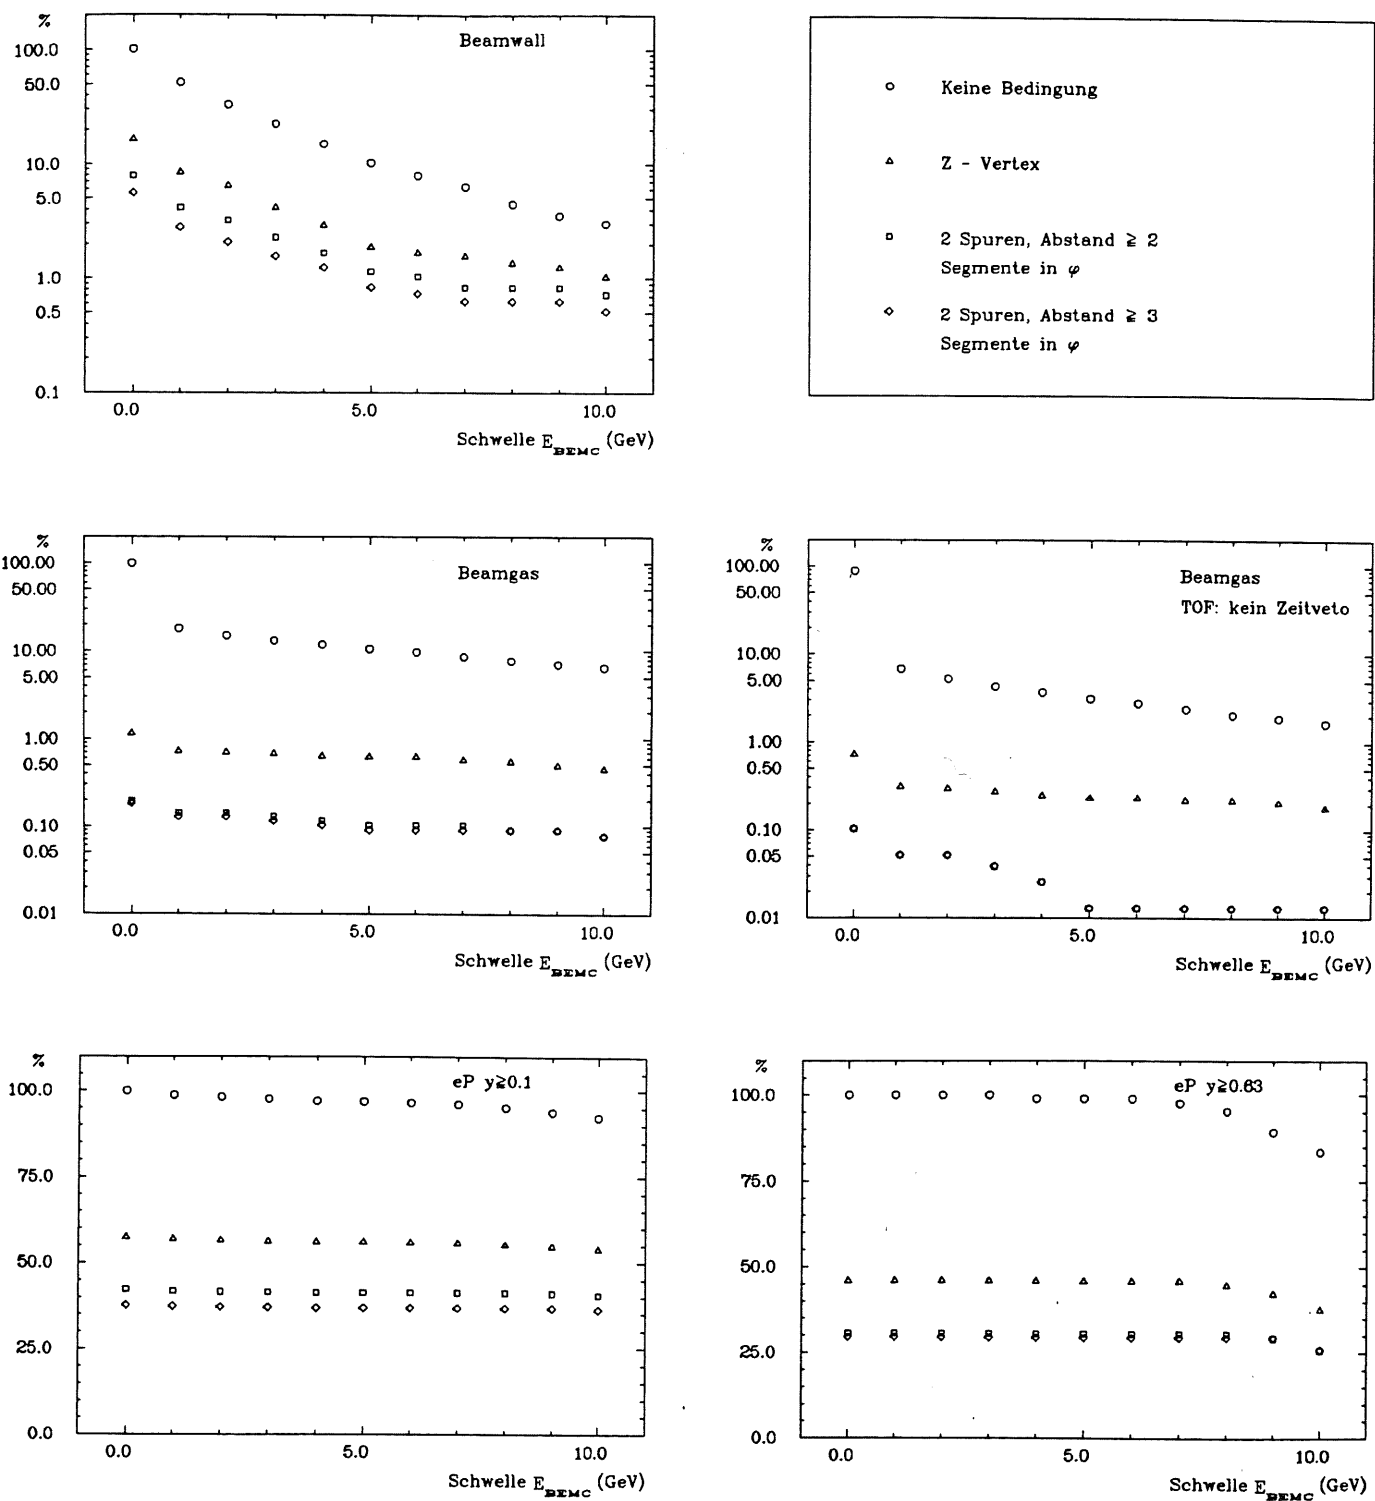 %
Beamwall
100.0
50.0
10.0
5.0
1.0
0.5
0.1
0.0 5.0 10.0
Schwelle E_BEMC (GeV)
Keine Bedingung
Z - Vertex
2 Spuren, Abstand ≧ 2
Segmente in φ
2 Spuren, Abstand ≧ 3
Segmente in φ
%
Beamgas
100.00
50.00
10.00
5.00
1.00
0.50
0.10
0.05
0.01
0.0 5.0 10.0
Schwelle E_BEMC (GeV)
%
Beamgas
TOF: kein Zeitveto
100.00
50.00
10.00
5.00
1.00
0.50
0.10
0.05
0.01
0.0 5.0 10.0
Schwelle E_BEMC (GeV)
%
eP y≧0.1
100.0
75.0
50.0
25.0
0.0
0.0 5.0 10.0
Schwelle E_BEMC (GeV)
%
eP y≧0.63
100.0
75.0
50.0
25.0
0.0
0.0 5.0 10.0
Schwelle E_BEMC (GeV)